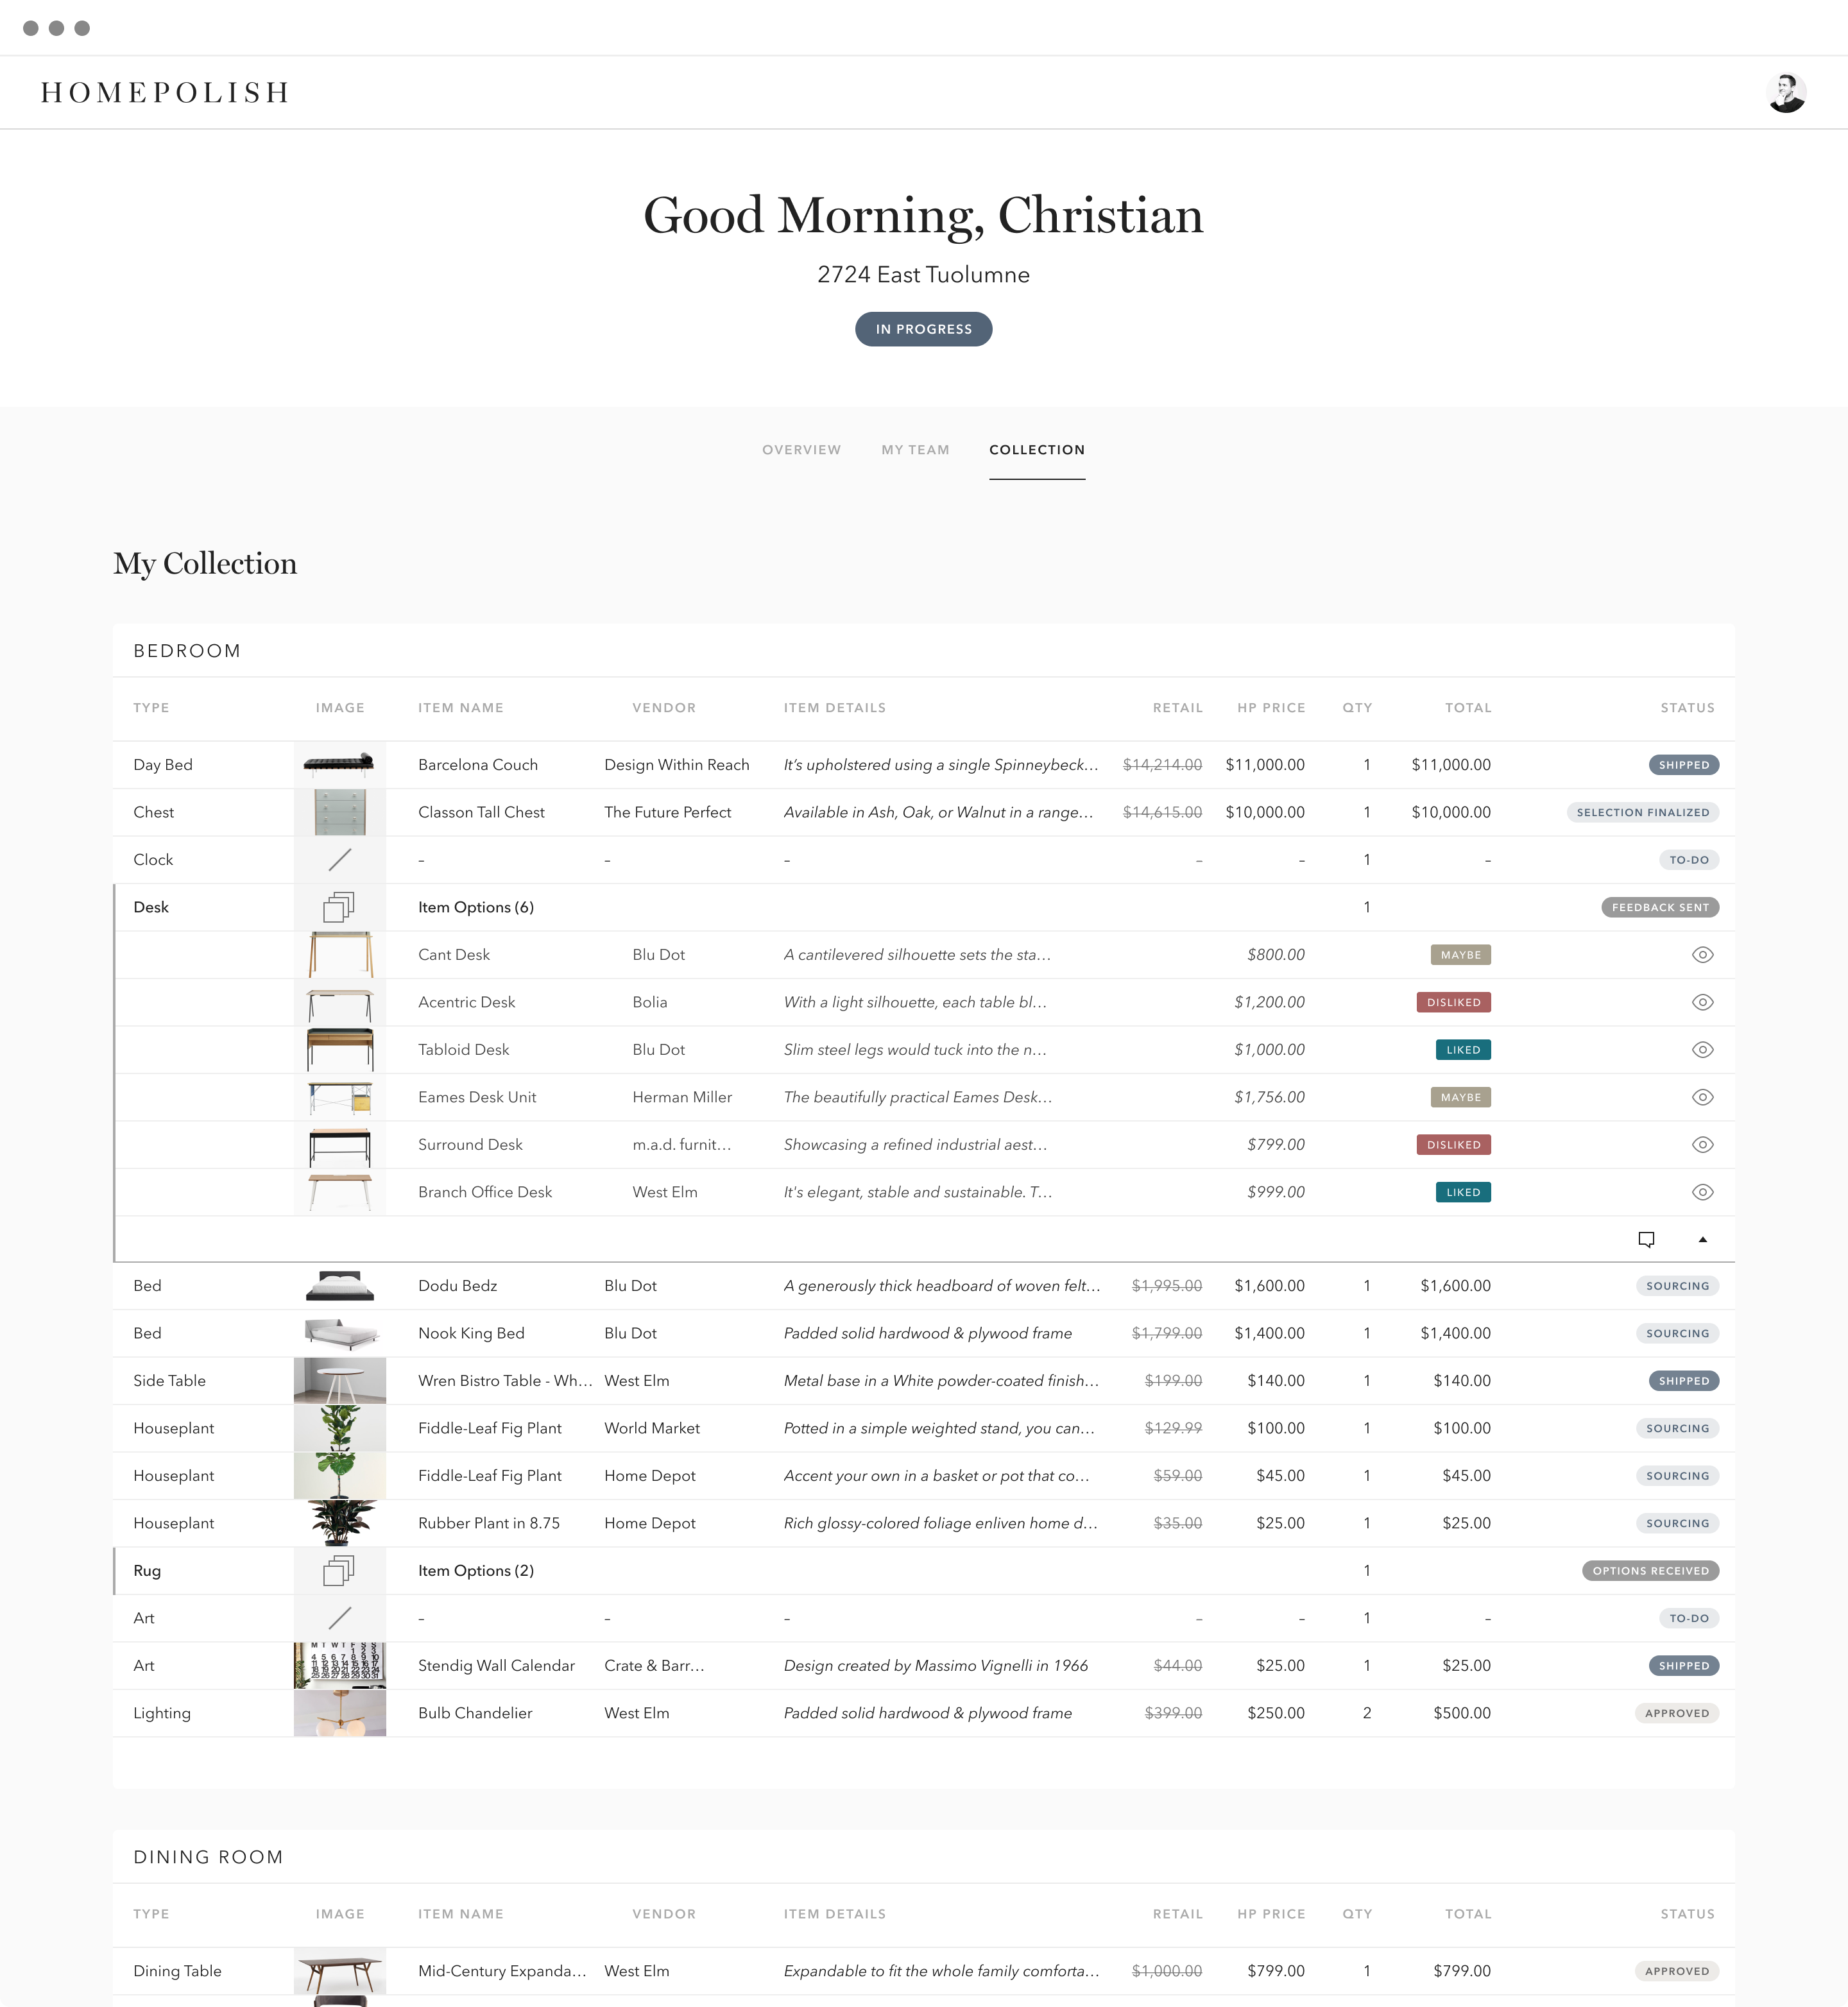 HOMEPOLISH
Good Morning, Christian
2724 East Tuolumne
IN PROGRESS
OVERVIEW MY TEAM COLLECTION
My Collection
BEDROOM
TYPE IMAGE ITEM NAME VENDOR ITEM DETAILS RETAIL HP PRICE QTY TOTAL STATUS
Day Bed Barcelona Couch Design Within Reach It’s upholstered using a single Spinneybeck… $14,214.00 $11,000.00 1 $11,000.00 SHIPPED
Chest Classon Tall Chest The Future Perfect Available in Ash, Oak, or Walnut in a range… $14,615.00 $10,000.00 1 $10,000.00 SELECTION FINALIZED
Clock – – – – – 1 – TO-DO
Desk Item Options (6) 1 FEEDBACK SENT
Cant Desk Blu Dot A cantilevered silhouette sets the sta… $800.00 MAYBE
Acentric Desk Bolia With a light silhouette, each table bl… $1,200.00 DISLIKED
Tabloid Desk Blu Dot Slim steel legs would tuck into the n… $1,000.00 LIKED
Eames Desk Unit Herman Miller The beautifully practical Eames Desk… $1,756.00 MAYBE
Surround Desk m.a.d. furnit… Showcasing a refined industrial aest… $799.00 DISLIKED
Branch Office Desk West Elm It's elegant, stable and sustainable. T… $999.00 LIKED
Bed Dodu Bedz Blu Dot A generously thick headboard of woven felt… $1,995.00 $1,600.00 1 $1,600.00 SOURCING
Bed Nook King Bed Blu Dot Padded solid hardwood & plywood frame $1,799.00 $1,400.00 1 $1,400.00 SOURCING
Side Table Wren Bistro Table - Wh… West Elm Metal base in a White powder-coated finish… $199.00 $140.00 1 $140.00 SHIPPED
Houseplant Fiddle-Leaf Fig Plant World Market Potted in a simple weighted stand, you can… $129.99 $100.00 1 $100.00 SOURCING
Houseplant Fiddle-Leaf Fig Plant Home Depot Accent your own in a basket or pot that co… $59.00 $45.00 1 $45.00 SOURCING
Houseplant Rubber Plant in 8.75 Home Depot Rich glossy-colored foliage enliven home d… $35.00 $25.00 1 $25.00 SOURCING
Rug Item Options (2) 1 OPTIONS RECEIVED
Art – – – – – 1 – TO-DO
Art Stendig Wall Calendar Crate & Barr… Design created by Massimo Vignelli in 1966 $44.00 $25.00 1 $25.00 SHIPPED
Lighting Bulb Chandelier West Elm Padded solid hardwood & plywood frame $399.00 $250.00 2 $500.00 APPROVED
DINING ROOM
TYPE IMAGE ITEM NAME VENDOR ITEM DETAILS RETAIL HP PRICE QTY TOTAL STATUS
Dining Table Mid-Century Expanda… West Elm Expandable to fit the whole family comforta… $1,000.00 $799.00 1 $799.00 APPROVED